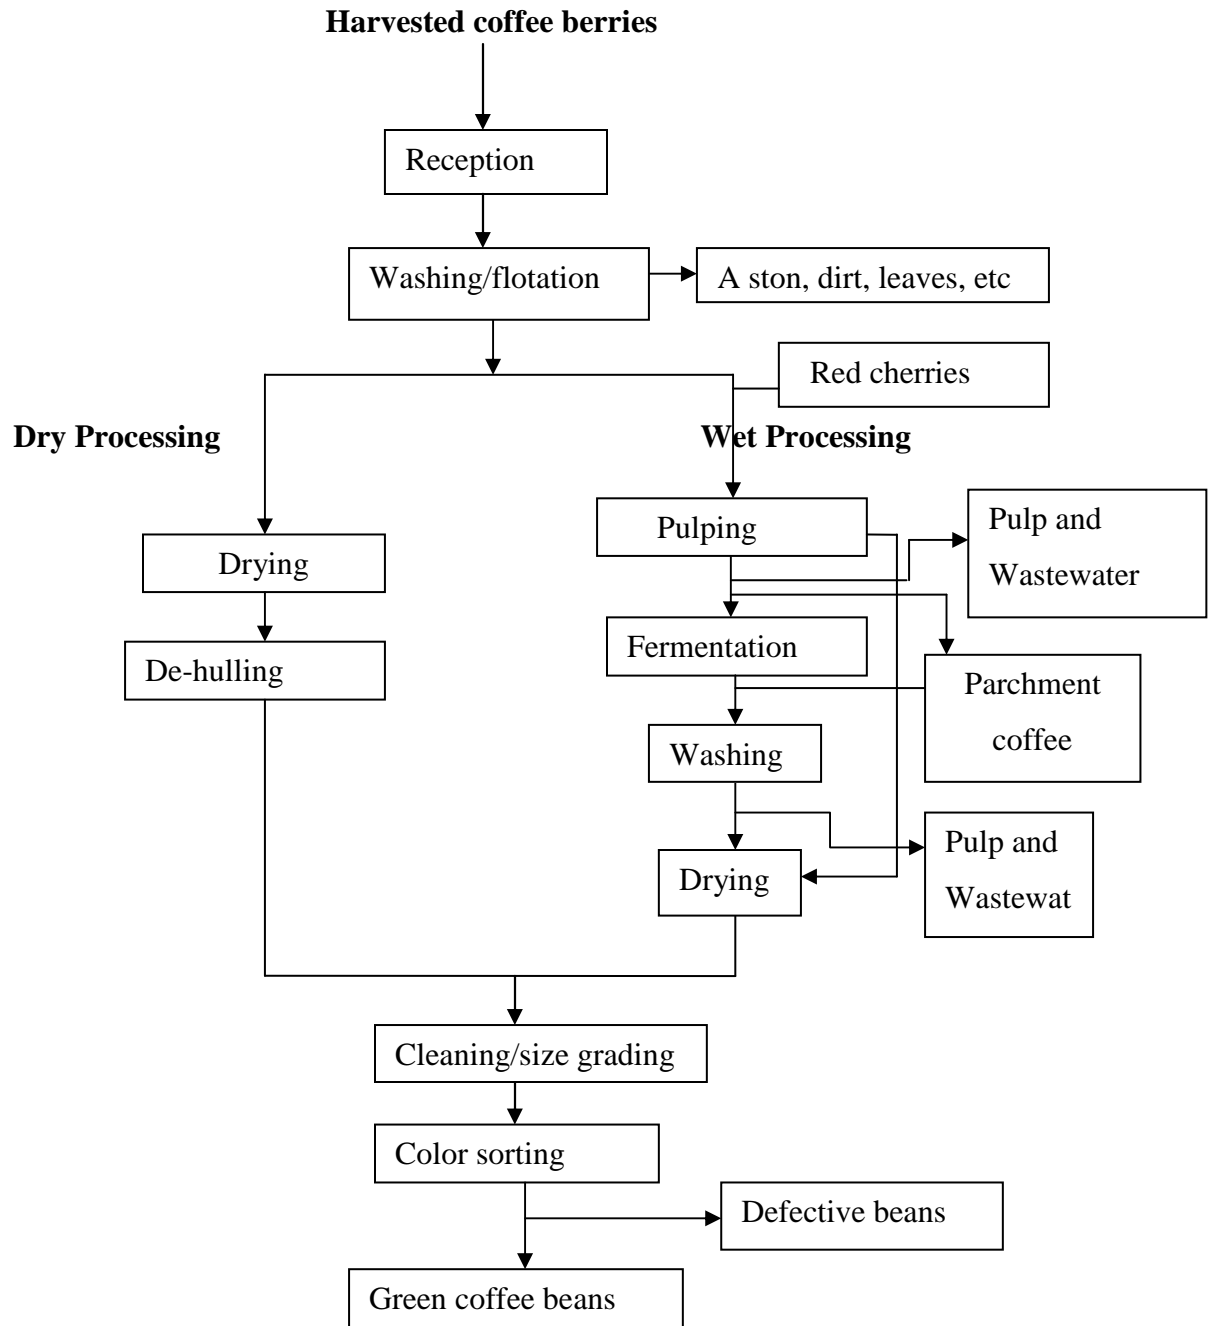 Harvested coffee berries
Reception
Washing/flotation
A ston, dirt, leaves, etc
Red cherries
Dry Processing
Wet Processing
Pulping
Pulp and
Wastewater
Drying
Fermentation
De-hulling
Parchment
coffee
Washing
Pulp and
Wastewat
Drying
Cleaning/size grading
Color sorting
Defective beans
Green coffee beans